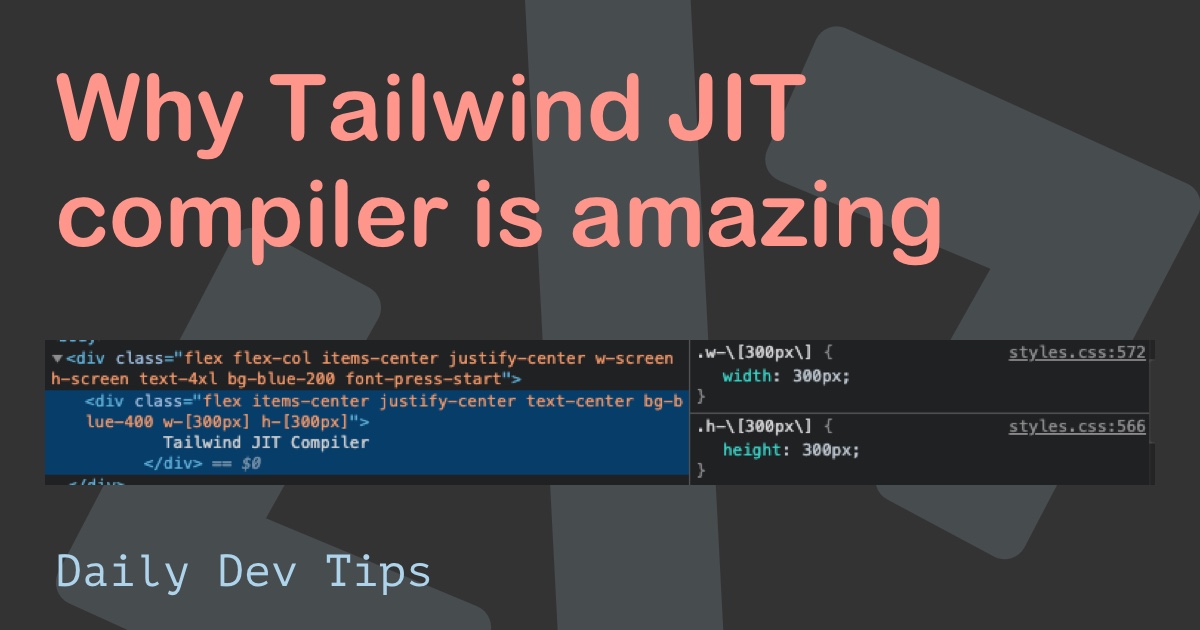 Why Tailwind JIT
compiler is amazing
▼<div class="flex flex-col items-center justify-center w-screen
h-screen text-4xl bg-blue-200 font-press-start">
<div class="flex items-center justify-center text-center bg-b
lue-400 w-[300px] h-[300px]">
Tailwind JIT Compiler
</div> == $0
</div>
.w-\[300px\] {
styles.css:572
width: 300px;
}
.h-\[300px\] {
styles.css:566
height: 300px;
}
Daily Dev Tips